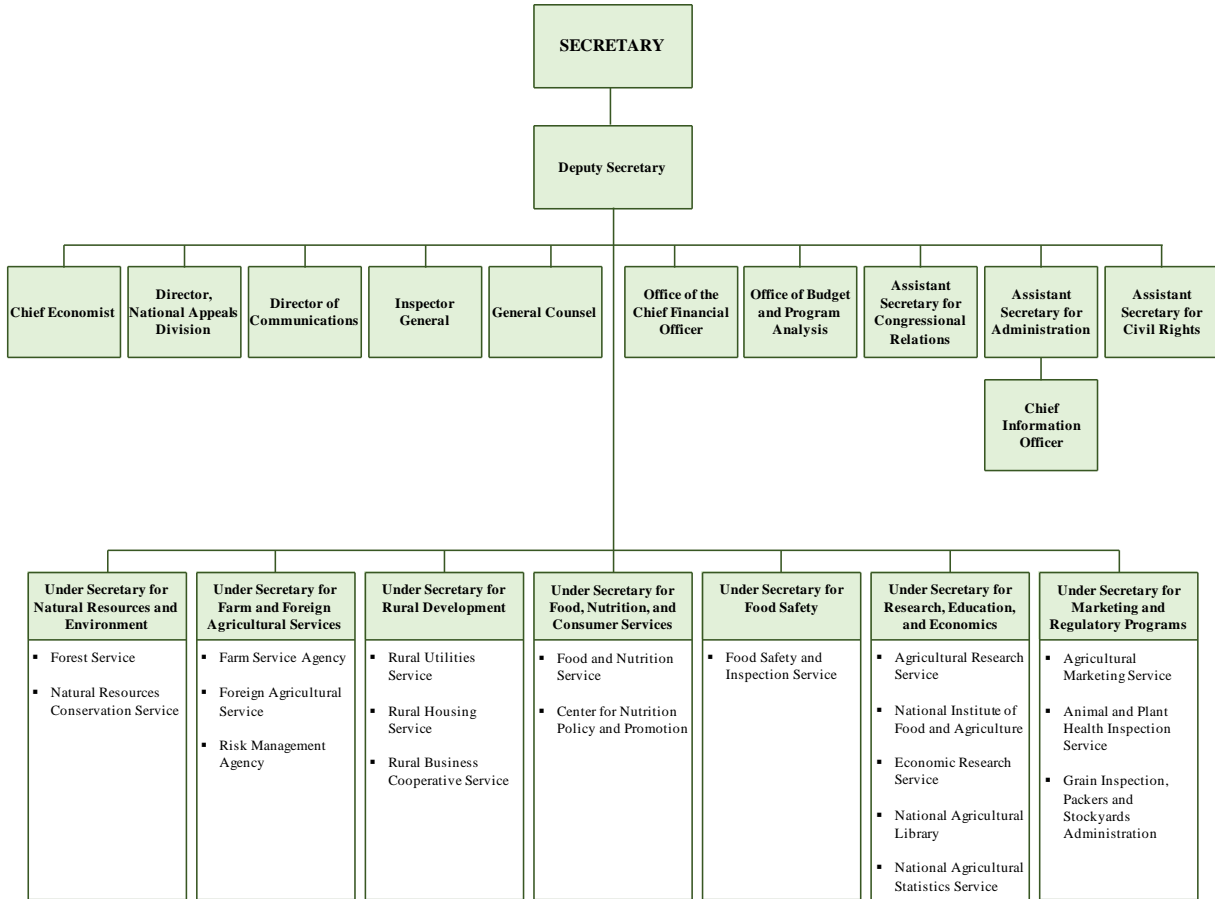 SECRETARY
Deputy Secretary
Chief Economist
Director,
National Appeals
Division
Director of
Communications
Inspector
General
General Counsel
Office of the
Chief Financial
Officer
Office of Budget
and Program
Analysis
Assistant
Secretary for
Congressional
Relations
Assistant
Secretary for
Administration
Assistant
Secretary for
Civil Rights
Chief
Information
Officer
Under Secretary for
Natural Resources and
Environment
▪ Forest Service
▪ Natural Resources
Conservation Service
Under Secretary for
Farm and Foreign
Agricultural Services
▪ Farm Service Agency
▪ Foreign Agricultural
Service
▪ Risk Management
Agency
Under Secretary for
Rural Development
▪ Rural Utilities
Service
▪ Rural Housing
Service
▪ Rural Business
Cooperative Service
Under Secretary for
Food, Nutrition, and
Consumer Services
▪ Food and Nutrition
Service
▪ Center for Nutrition
Policy and Promotion
Under Secretary for
Food Safety
▪ Food Safety and
Inspection Service
Under Secretary for
Research, Education,
and Economics
▪ Agricultural Research
Service
▪ National Institute of
Food and Agriculture
▪ Economic Research
Service
▪ National Agricultural
Library
▪ National Agricultural
Statistics Service
Under Secretary for
Marketing and
Regulatory Programs
▪ Agricultural
Marketing Service
▪ Animal and Plant
Health Inspection
Service
▪ Grain Inspection,
Packers and
Stockyards
Administration